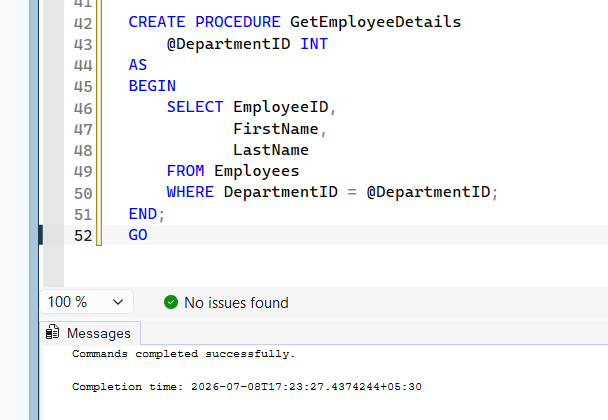 41
42 CREATE PROCEDURE GetEmployeeDetails
43 @DepartmentID INT
44 AS
45 BEGIN
46 SELECT EmployeeID,
47 FirstName,
48 LastName
49 FROM Employees
50 WHERE DepartmentID = @DepartmentID;
51 END;
52 GO
100 % No issues found
Messages
Commands completed successfully.
Completion time: 2026-07-08T17:23:27.4374244+05:30